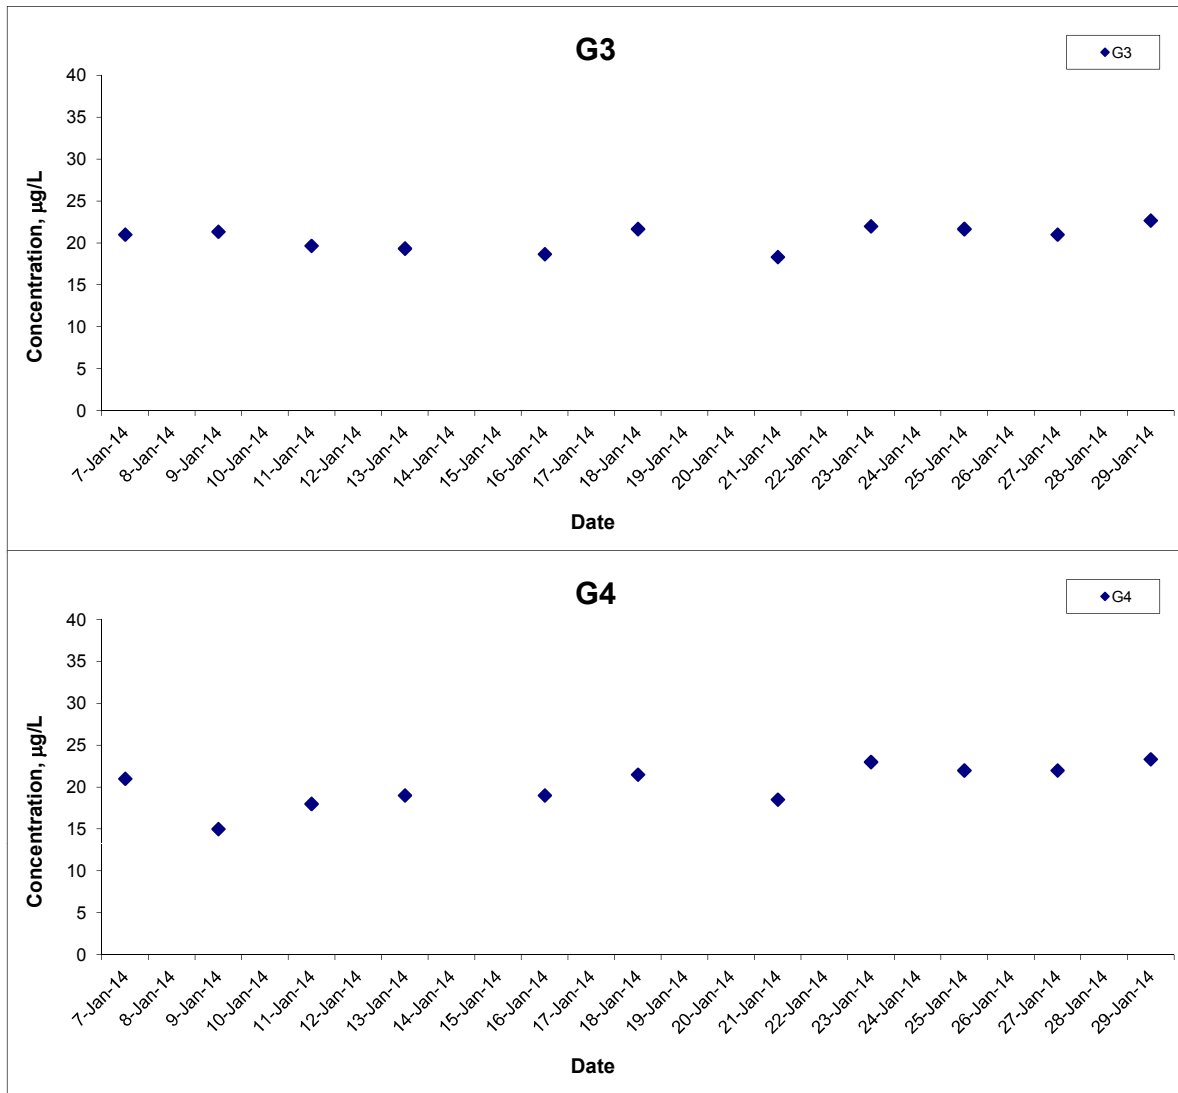 G3
G3
40
35
30
25
20
15
10
5
0
Concentration, µg/L
7-Jan-14
8-Jan-14
9-Jan-14
10-Jan-14
11-Jan-14
12-Jan-14
13-Jan-14
14-Jan-14
15-Jan-14
16-Jan-14
17-Jan-14
18-Jan-14
19-Jan-14
20-Jan-14
21-Jan-14
22-Jan-14
23-Jan-14
24-Jan-14
25-Jan-14
26-Jan-14
27-Jan-14
28-Jan-14
29-Jan-14
Date
G4
G4
40
35
30
25
20
15
10
5
0
Concentration, µg/L
7-Jan-14
8-Jan-14
9-Jan-14
10-Jan-14
11-Jan-14
12-Jan-14
13-Jan-14
14-Jan-14
15-Jan-14
16-Jan-14
17-Jan-14
18-Jan-14
19-Jan-14
20-Jan-14
21-Jan-14
22-Jan-14
23-Jan-14
24-Jan-14
25-Jan-14
26-Jan-14
27-Jan-14
28-Jan-14
29-Jan-14
Date